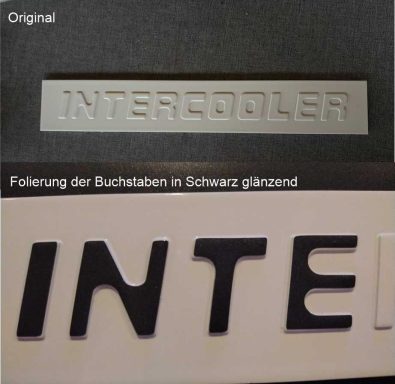 Original
INTERCOOLER
Folierung der Buchstaben in Schwarz glänzend
INTE